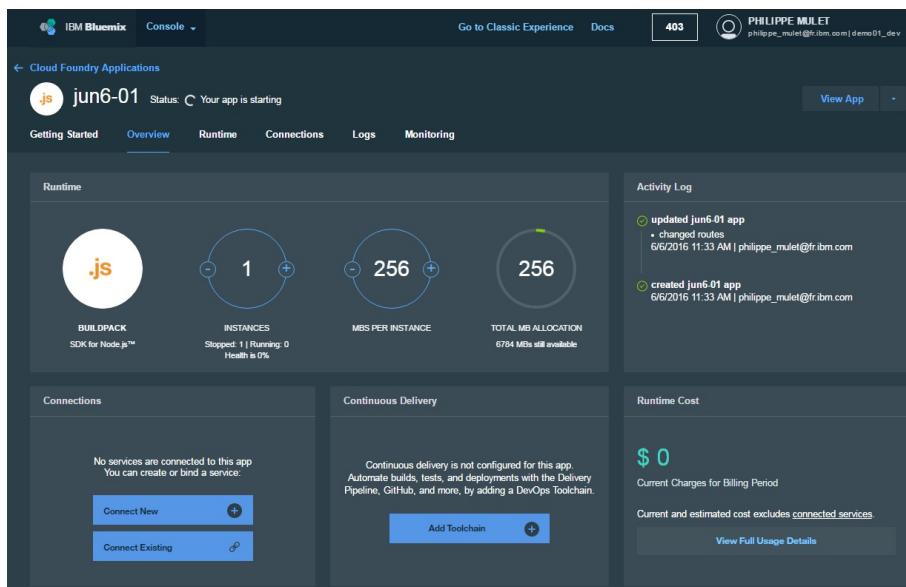 IBM Bluemix Console Go to Classic Experience Docs 403 PHILIPPE MULET
philippe_mulet@fr.ibm.com | demo01_dev
← Cloud Foundry Applications
.js jun6-01 Status: Your app is starting View App
Getting Started Overview Runtime Connections Logs Monitoring
Runtime
.js
BUILDPACK
SDK for Node.js™
- 1 +
INSTANCES
Stopped: 1 | Running: 0
Health is 0%
- 256 +
MBS PER INSTANCE
256
TOTAL MB ALLOCATION
6784 MBs still available
Activity Log
updated jun6-01 app
• changed routes
6/6/2016 11:33 AM | philippe_mulet@fr.ibm.com
created jun6-01 app
6/6/2016 11:33 AM | philippe_mulet@fr.ibm.com
Connections
No services are connected to this app
You can create or bind a service:
Connect New
Connect Existing
Continuous Delivery
Continuous delivery is not configured for this app.
Automate builds, tests, and deployments with the Delivery
Pipeline, GitHub, and more, by adding a DevOps Toolchain.
Add Toolchain
Runtime Cost
$ 0
Current Charges for Billing Period
Current and estimated cost excludes connected services.
View Full Usage Details